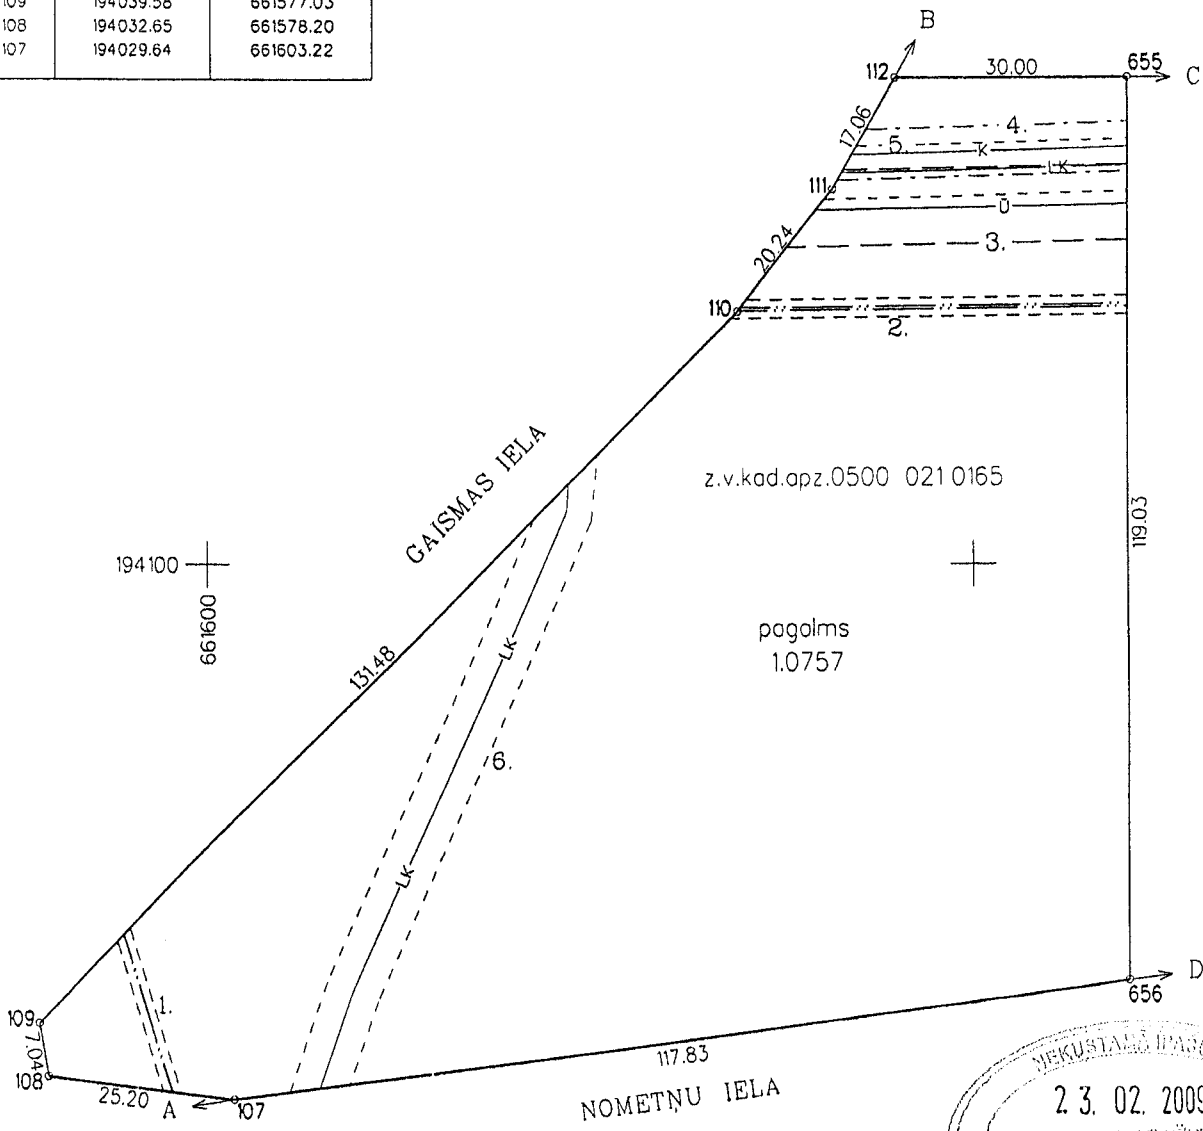 109 194039.58 661577.03
108 194032.65 661578.20
107 194029.64 661603.22
B
112 30.00 655
C
17.06
4.
5.
K
LK
111
Ū
20.24
3.
110
2.
GAISMAS IELA
z.v.kad.apz.0500 021 0165
119.03
194100
661600
pagalms
1.0757
131.48
LK
6.
LK
1.
D
656
109
7.04
108
25.20
A
107
117.83
NOMETŅU IELA
NEKUSTAMĀ ĪPAŠ
2 3. 02. 2009